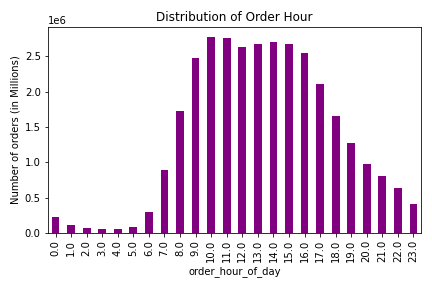 Distribution of Order Hour
1e6
Number of orders (in Millions)
2.5
2.0
1.5
1.0
0.5
0.0
0.0 1.0 2.0 3.0 4.0 5.0 6.0 7.0 8.0 9.0 10.0 11.0 12.0 13.0 14.0 15.0 16.0 17.0 18.0 19.0 20.0 21.0 22.0 23.0
order_hour_of_day